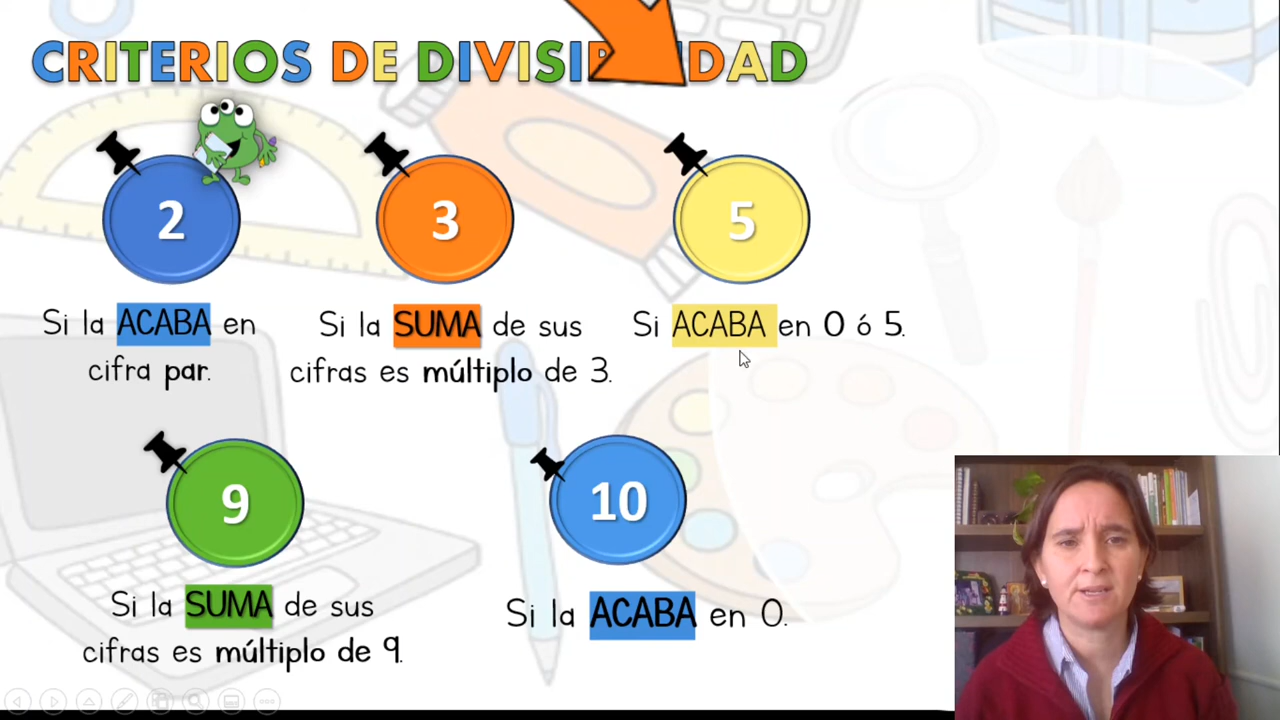 CRITERIOS DE DIVISIBILIDAD
2
3
5
Si la ACABA en
cifra par.
Si la SUMA de sus
cifras es múltiplo de 3.
Si ACABA en 0 ó 5.
9
10
Si la SUMA de sus
cifras es múltiplo de 9.
Si la ACABA en 0.